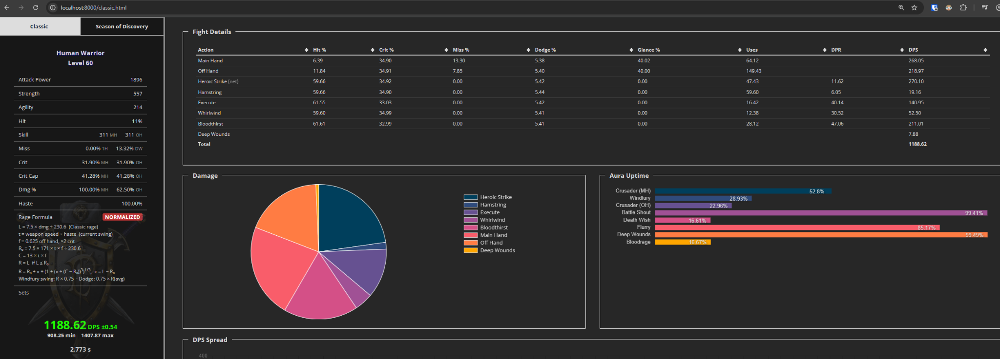 localhost:8000/classic.html
Classic Season of Discovery
Human Warrior
Level 60
Attack Power 1896
Strength 557
Agility 214
Hit 11%
Skill 311 MH 311 OH
Miss 0.00% 1H 13.32% DW
Crit 31.90% MH 31.90% OH
Crit Cap 41.28% MH 41.28% OH
Dmg % 100.00% MH 62.50% OH
Haste 100.00%
Rage Formula NORMALIZED
L = 7.5 × dmg ÷ 230.6 (Classic rage)
t = weapon speed ÷ haste (current swing)
f = 0.625 off hand, ×2 crit
R₀ = 7.5 × 171 × t × f ÷ 230.6
C = 13 × t × f
R = L if L ≤ R₀
R = R₀ + x ÷ (1 + (x ÷ (C − R₀))³)^1/3, x = L − R₀
Windfury swing: R × 0.75 · Dodge: 0.75 × R(avg)
Sets
1188.62 DPS ±0.54
908.25 min 1407.87 max
2.773 s
Fight Details
Action Hit % Crit % Miss % Dodge % Glance % Uses DPR DPS
Main Hand 6.39 34.90 13.30 5.38 40.02 64.12 268.05
Off Hand 11.84 34.91 7.85 5.40 40.00 149.43 218.97
Heroic Strike (net) 59.66 34.92 0.00 5.42 0.00 47.43 11.62 270.10
Hamstring 59.66 34.90 0.00 5.44 0.00 59.60 6.05 19.16
Execute 61.55 33.03 0.00 5.42 0.00 16.42 40.14 140.95
Whirlwind 59.60 34.99 0.00 5.41 0.00 12.38 30.52 52.50
Bloodthirst 61.61 32.99 0.00 5.41 0.00 28.12 47.06 211.01
Deep Wounds 7.88
Total 1188.62
Damage
Heroic Strike
Hamstring
Execute
Whirlwind
Bloodthirst
Main Hand
Off Hand
Deep Wounds
Aura Uptime
Crusader (MH) 52.8%
Windfury 28.93%
Crusader (OH) 22.96%
Battle Shout 99.41%
Death Wish 16.61%
Flurry 85.17%
Deep Wounds 99.49%
Bloodrage 16.67%
DPS Spread
400